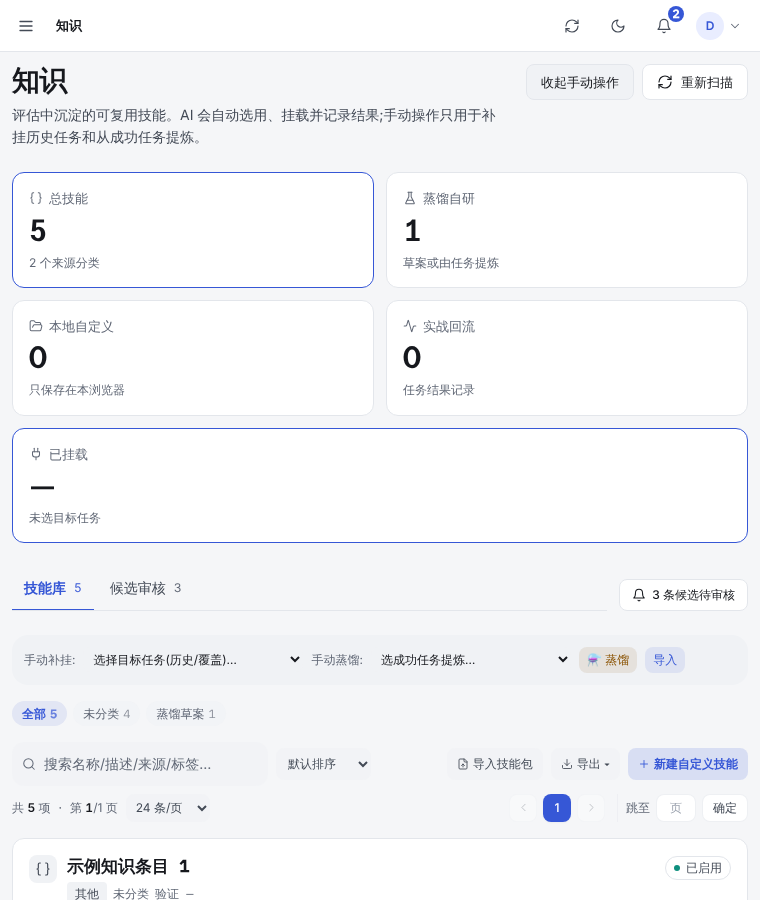 知识
2
D
知识
收起手动操作
重新扫描
评估中沉淀的可复用技能。AI 会自动选用、挂载并记录结果;手动操作只用于补
挂历史任务和从成功任务提炼。
总技能
5
2 个来源分类
蒸馏自研
1
草案或由任务提炼
本地自定义
0
只保存在本浏览器
实战回流
0
任务结果记录
已挂载
—
未选目标任务
技能库 5
候选审核 3
3 条候选待审核
手动补挂: 选择目标任务(历史/覆盖)...
手动蒸馏: 选成功任务提炼...
蒸馏
导入
全部 5
未分类 4
蒸馏草案 1
搜索名称/描述/来源/标签...
默认排序
导入技能包
导出
新建自定义技能
共 5 项 · 第 1/1 页
24 条/页
1
跳至
页
确定
示例知识条目 1
已启用
其他 未分类 验证 —